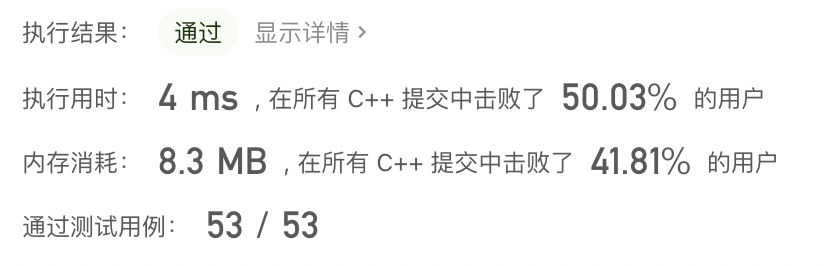 执行结果： 通过 显示详情 >
执行用时： 4 ms ，在所有 C++ 提交中击败了 50.03% 的用户
内存消耗： 8.3 MB ，在所有 C++ 提交中击败了 41.81% 的用户
通过测试用例： 53 / 53